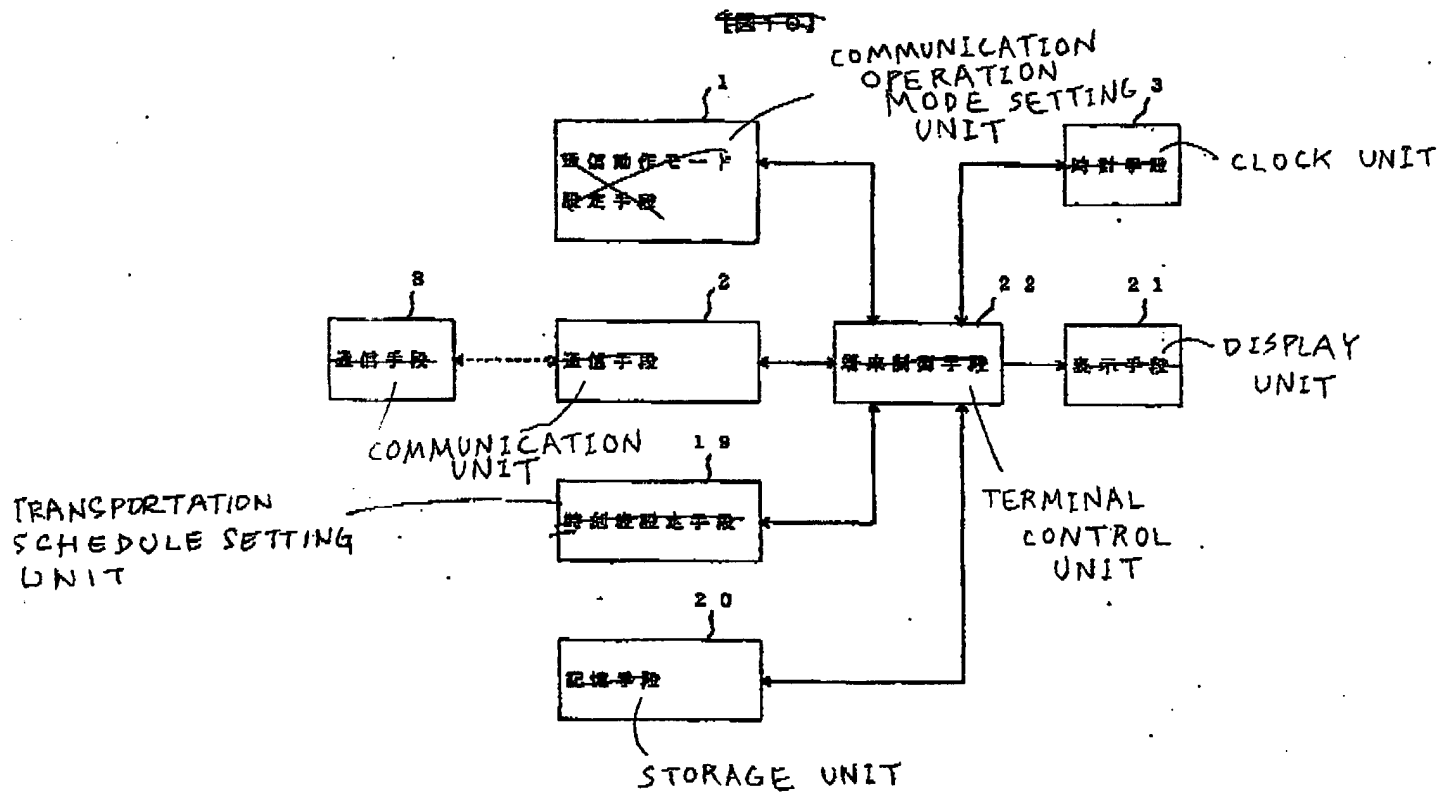 【図10】
COMMUNICATION
OPERATION
MODE SETTING
UNIT
1
通信動作モード
設定手段
3
時計手段
CLOCK UNIT
8
通信手段
2
通信手段
COMMUNICATION
UNIT
22
端末制御手段
TERMINAL
CONTROL
UNIT
21
表示手段
DISPLAY
UNIT
19
時刻表設定手段
TRANSPORTATION
SCHEDULE SETTING
UNIT
20
記憶手段
STORAGE UNIT